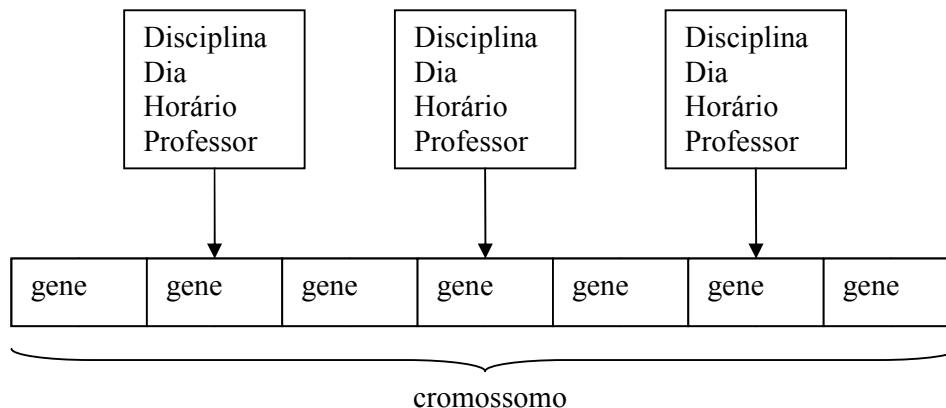 Disciplina
Dia
Horário
Professor
Disciplina
Dia
Horário
Professor
Disciplina
Dia
Horário
Professor
gene
gene
gene
gene
gene
gene
gene
cromossomo